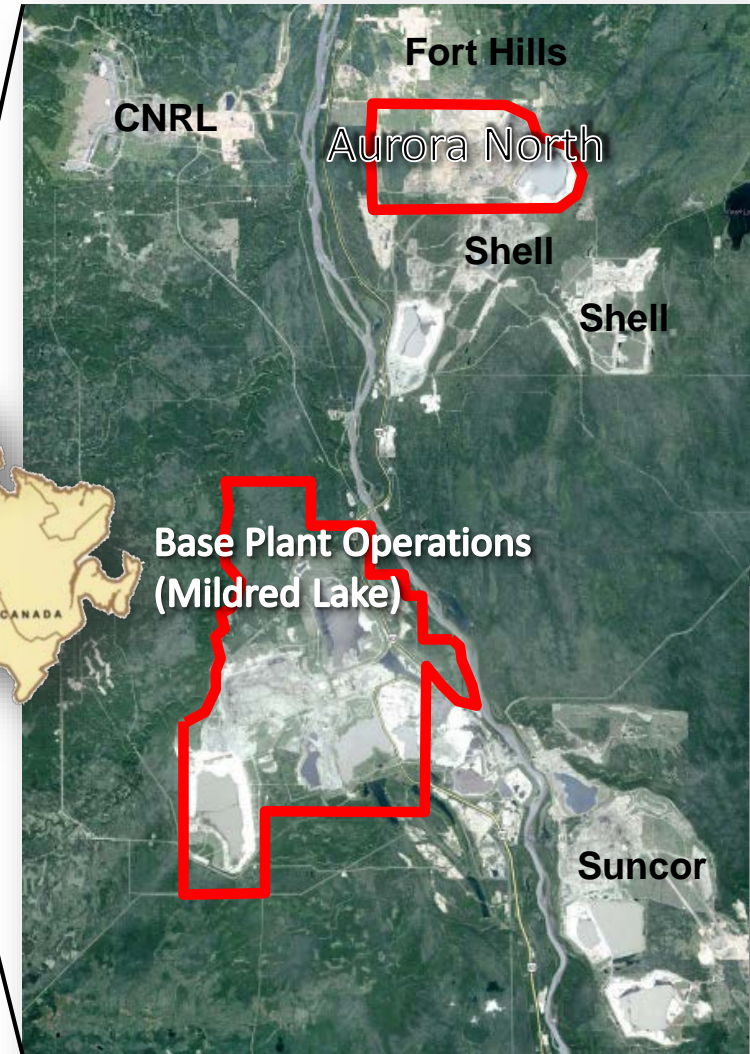 Fort Hills
CNRL
Aurora North
Shell
Shell
Base Plant Operations
(Mildred Lake)
CANADA
Suncor